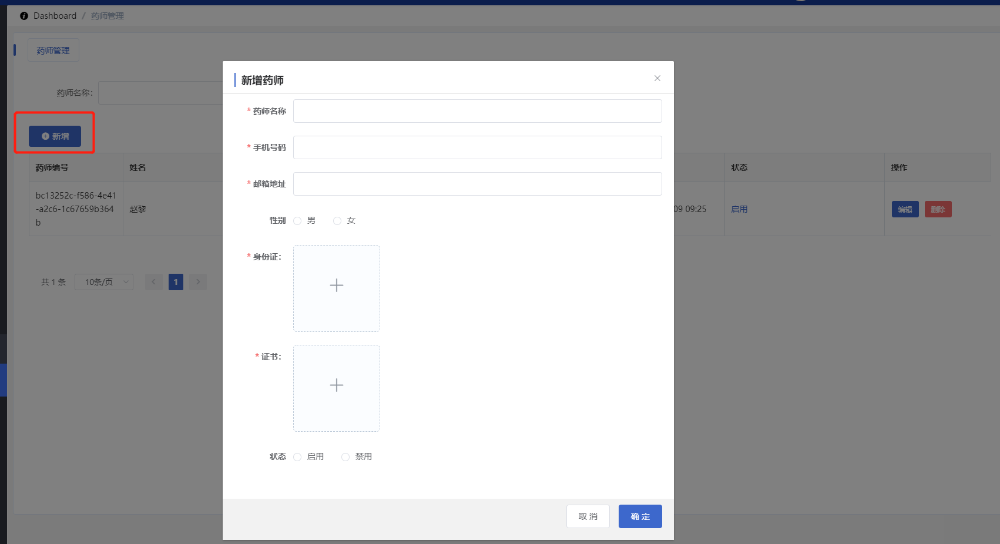 Dashboard / 药师管理
药师管理
药师名称:
新增
药师编号 姓名 状态 操作
bc13252c-f586-4e41
-a2c6-1c67659b364
b
赵黎 09 09:25 启用 编辑 删除
共 1 条 10条/页 1
新增药师
* 药师名称
* 手机号码
* 邮箱地址
性别 男 女
* 身份证:
* 证书:
状态 启用 禁用
取 消 确 定